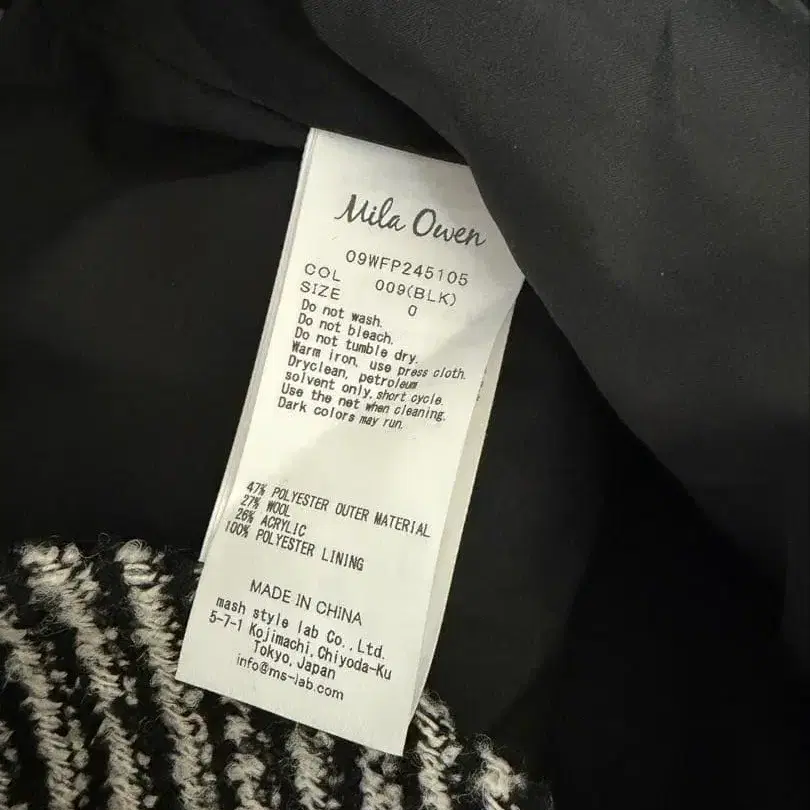 Mila Owen
09WFP245105
COL 009(BLK)
SIZE 0
Do not wash.
Do not bleach.
Do not tumble dry.
Warm iron, use press cloth.
Dryclean, petroleum
solvent only, short cycle.
Use the net when cleaning.
Dark colors may run.
47% POLYESTER OUTER MATERIAL
27% WOOL
26% ACRYLIC
100% POLYESTER LINING
MADE IN CHINA
mash style lab Co., Ltd.
5-7-1 Kojimachi, Chiyoda-Ku
Tokyo, Japan
info@ms-lab.com